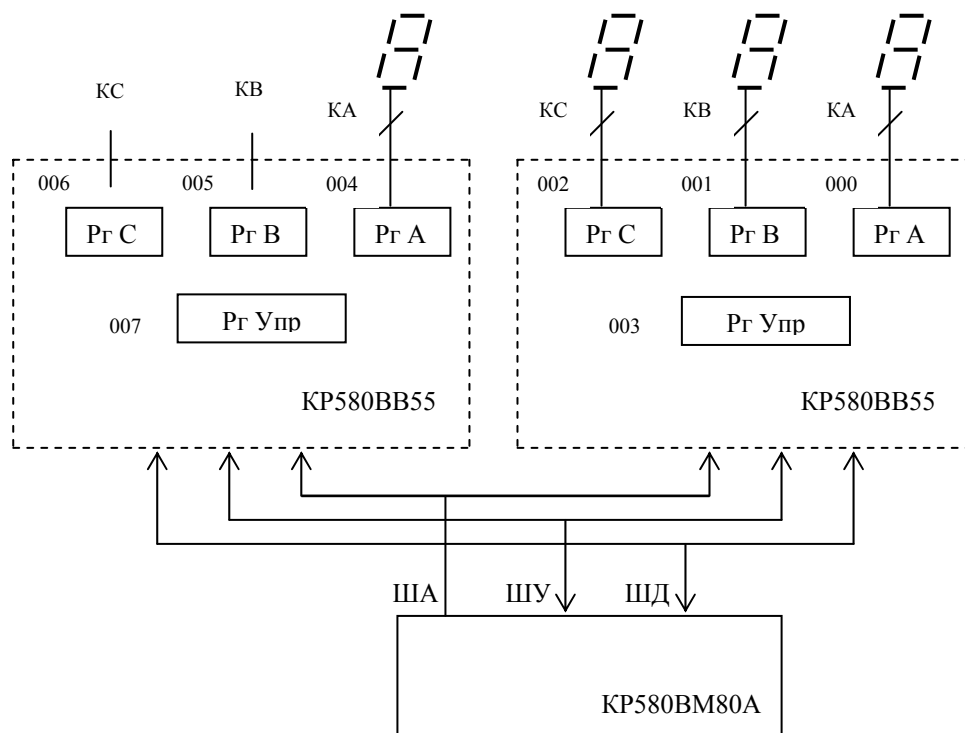 КС КВ КА КС КВ КА
006 005 004 002 001 000
Рг С Рг В Рг А Рг С Рг В Рг А
007 Рг Упр 003 Рг Упр
КР580ВВ55 КР580ВВ55
ША ШУ ШД
КР580ВМ80А